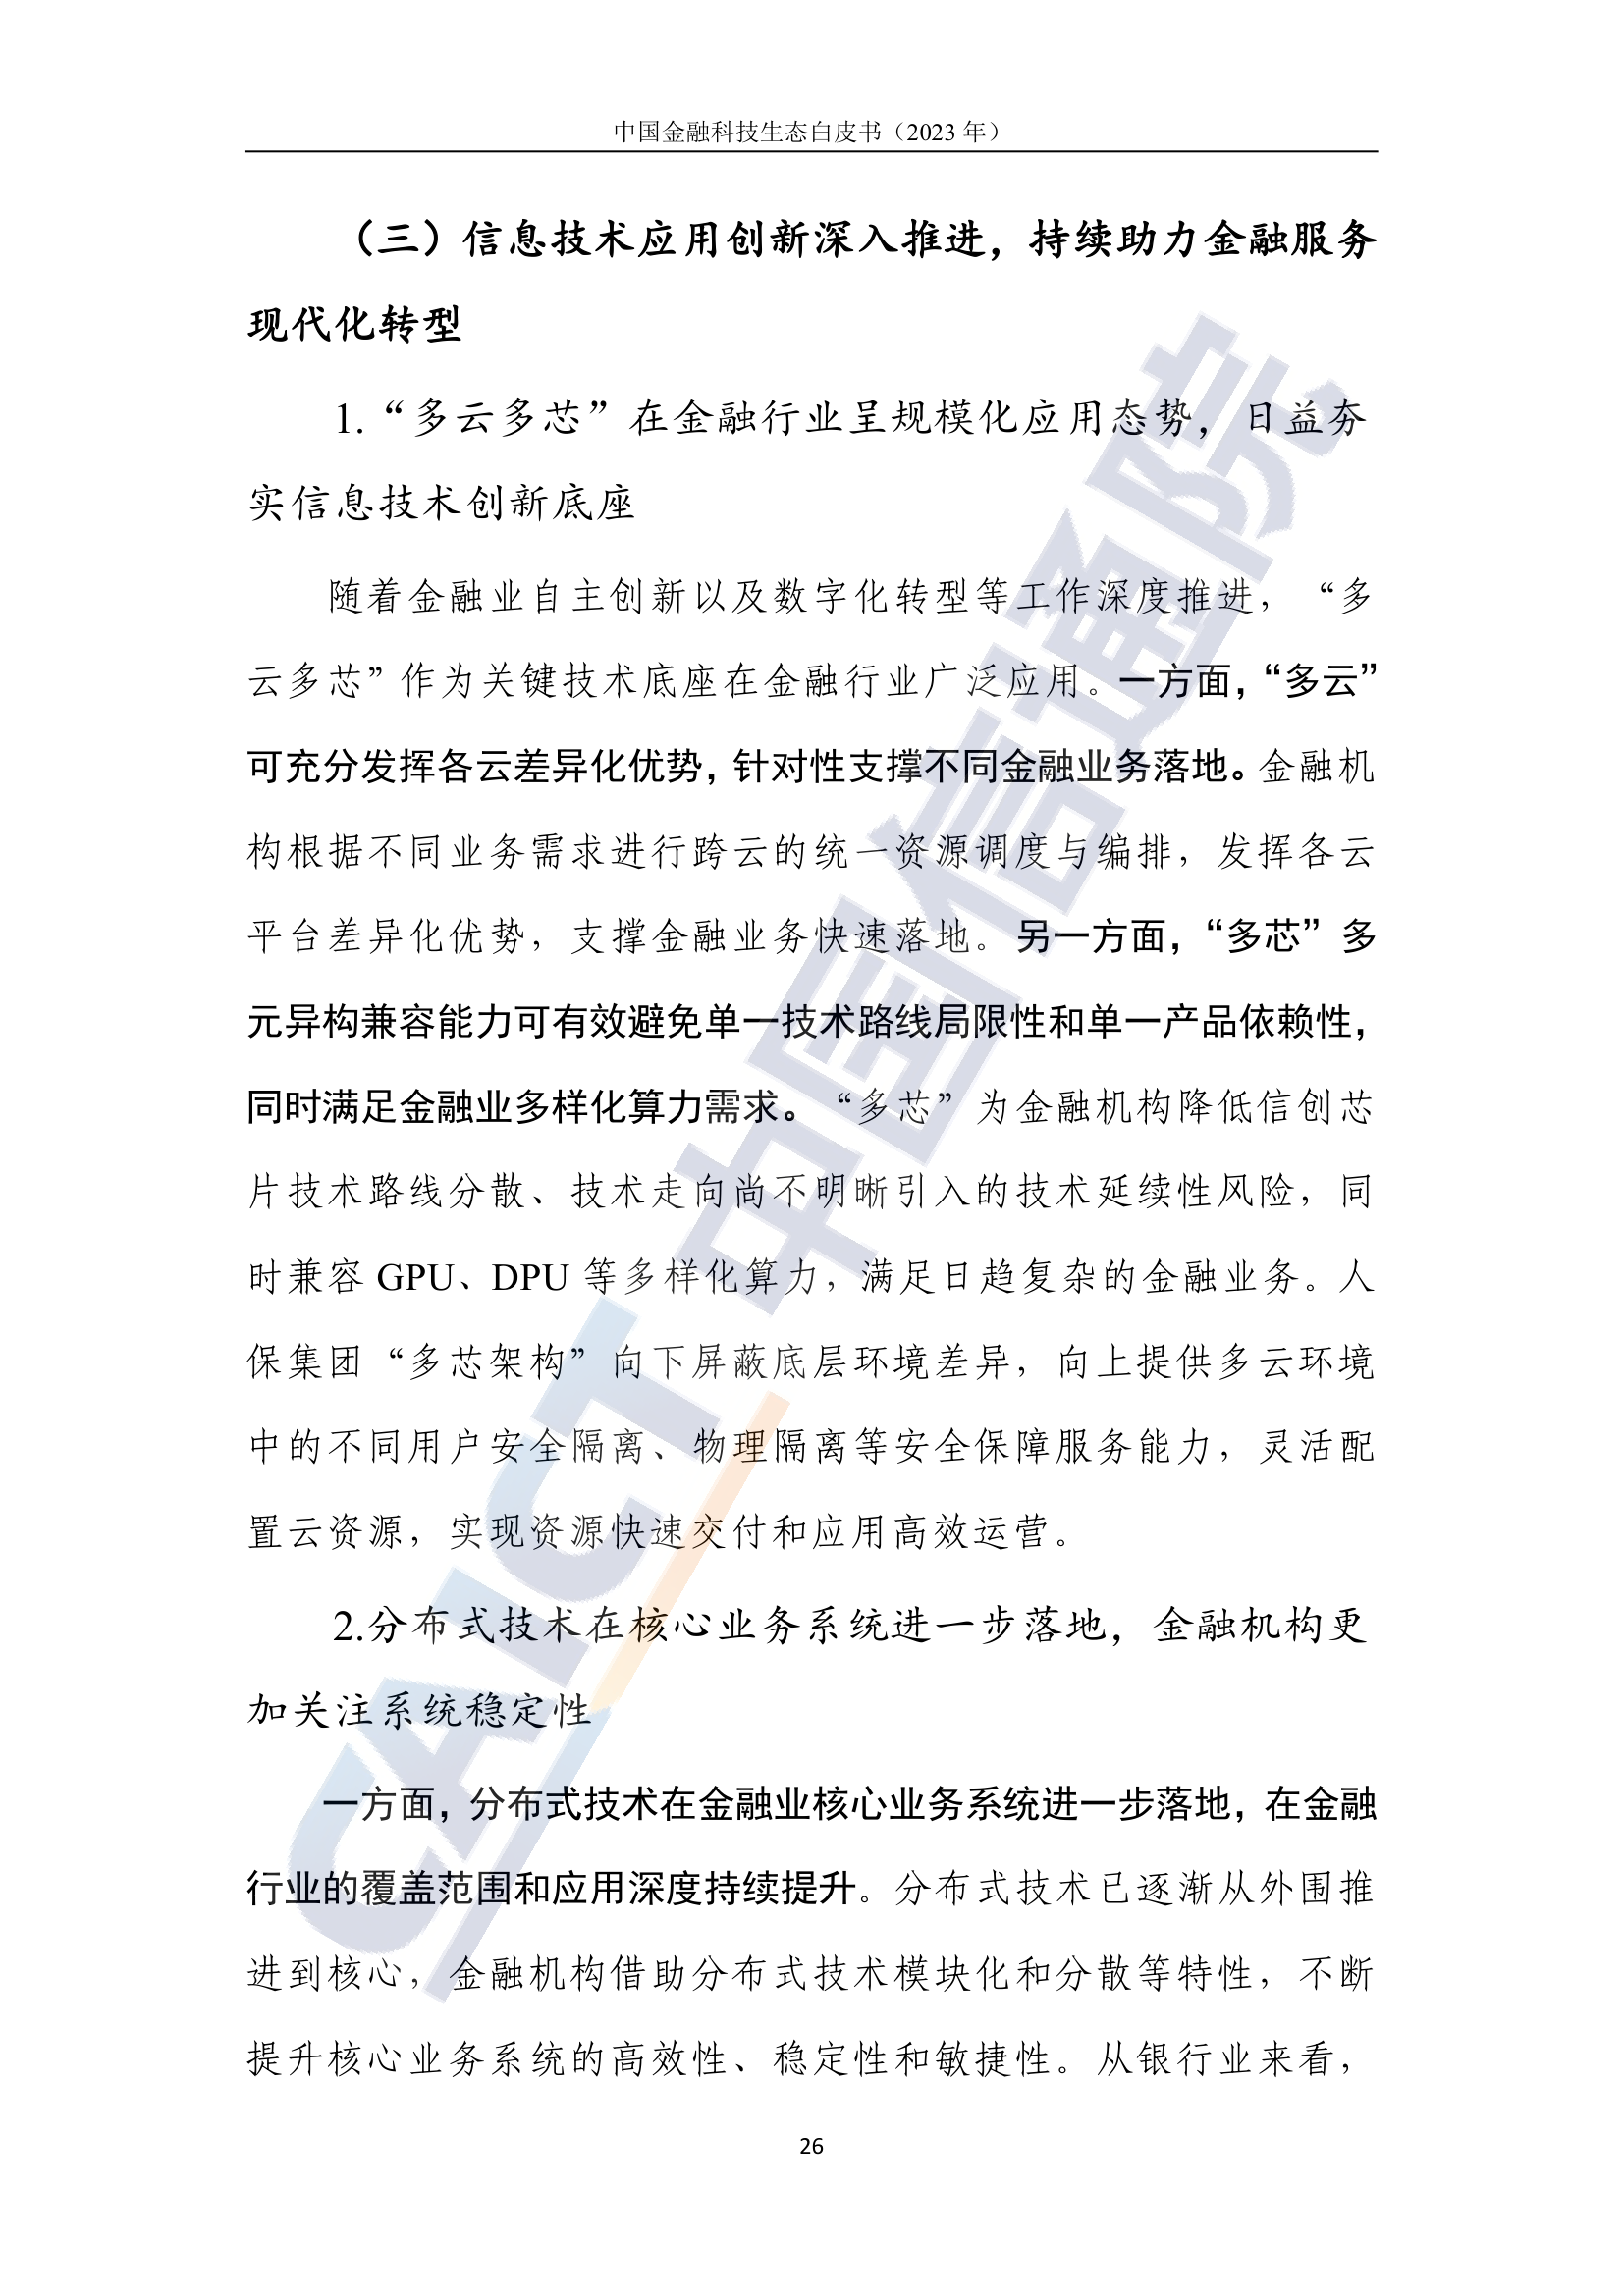 中国金融科技生态白皮书（2023 年）
（三）信息技术应用创新深入推进，持续助力金融服务
现代化转型
1.“多云多芯”在金融行业呈规模化应用态势，日益夯
实信息技术创新底座
随着金融业自主创新以及数字化转型等工作深度推进，“多
云多芯”作为关键技术底座在金融行业广泛应用。一方面，“多云”
可充分发挥各云差异化优势，针对性支撑不同金融业务落地。金融机
构根据不同业务需求进行跨云的统一资源调度与编排，发挥各云
平台差异化优势，支撑金融业务快速落地。另一方面，“多芯”多
元异构兼容能力可有效避免单一技术路线局限性和单一产品依赖性，
同时满足金融业多样化算力需求。“多芯”为金融机构降低信创芯
片技术路线分散、技术走向尚不明晰引入的技术延续性风险，同
时兼容 GPU、DPU 等多样化算力，满足日趋复杂的金融业务。人
保集团“多芯架构”向下屏蔽底层环境差异，向上提供多云环境
中的不同用户安全隔离、物理隔离等安全保障服务能力，灵活配
置云资源，实现资源快速交付和应用高效运营。
2.分布式技术在核心业务系统进一步落地，金融机构更
加关注系统稳定性
一方面，分布式技术在金融业核心业务系统进一步落地，在金融
行业的覆盖范围和应用深度持续提升。分布式技术已逐渐从外围推
进到核心，金融机构借助分布式技术模块化和分散等特性，不断
提升核心业务系统的高效性、稳定性和敏捷性。从银行业来看，
26
CAICT 中国信通院